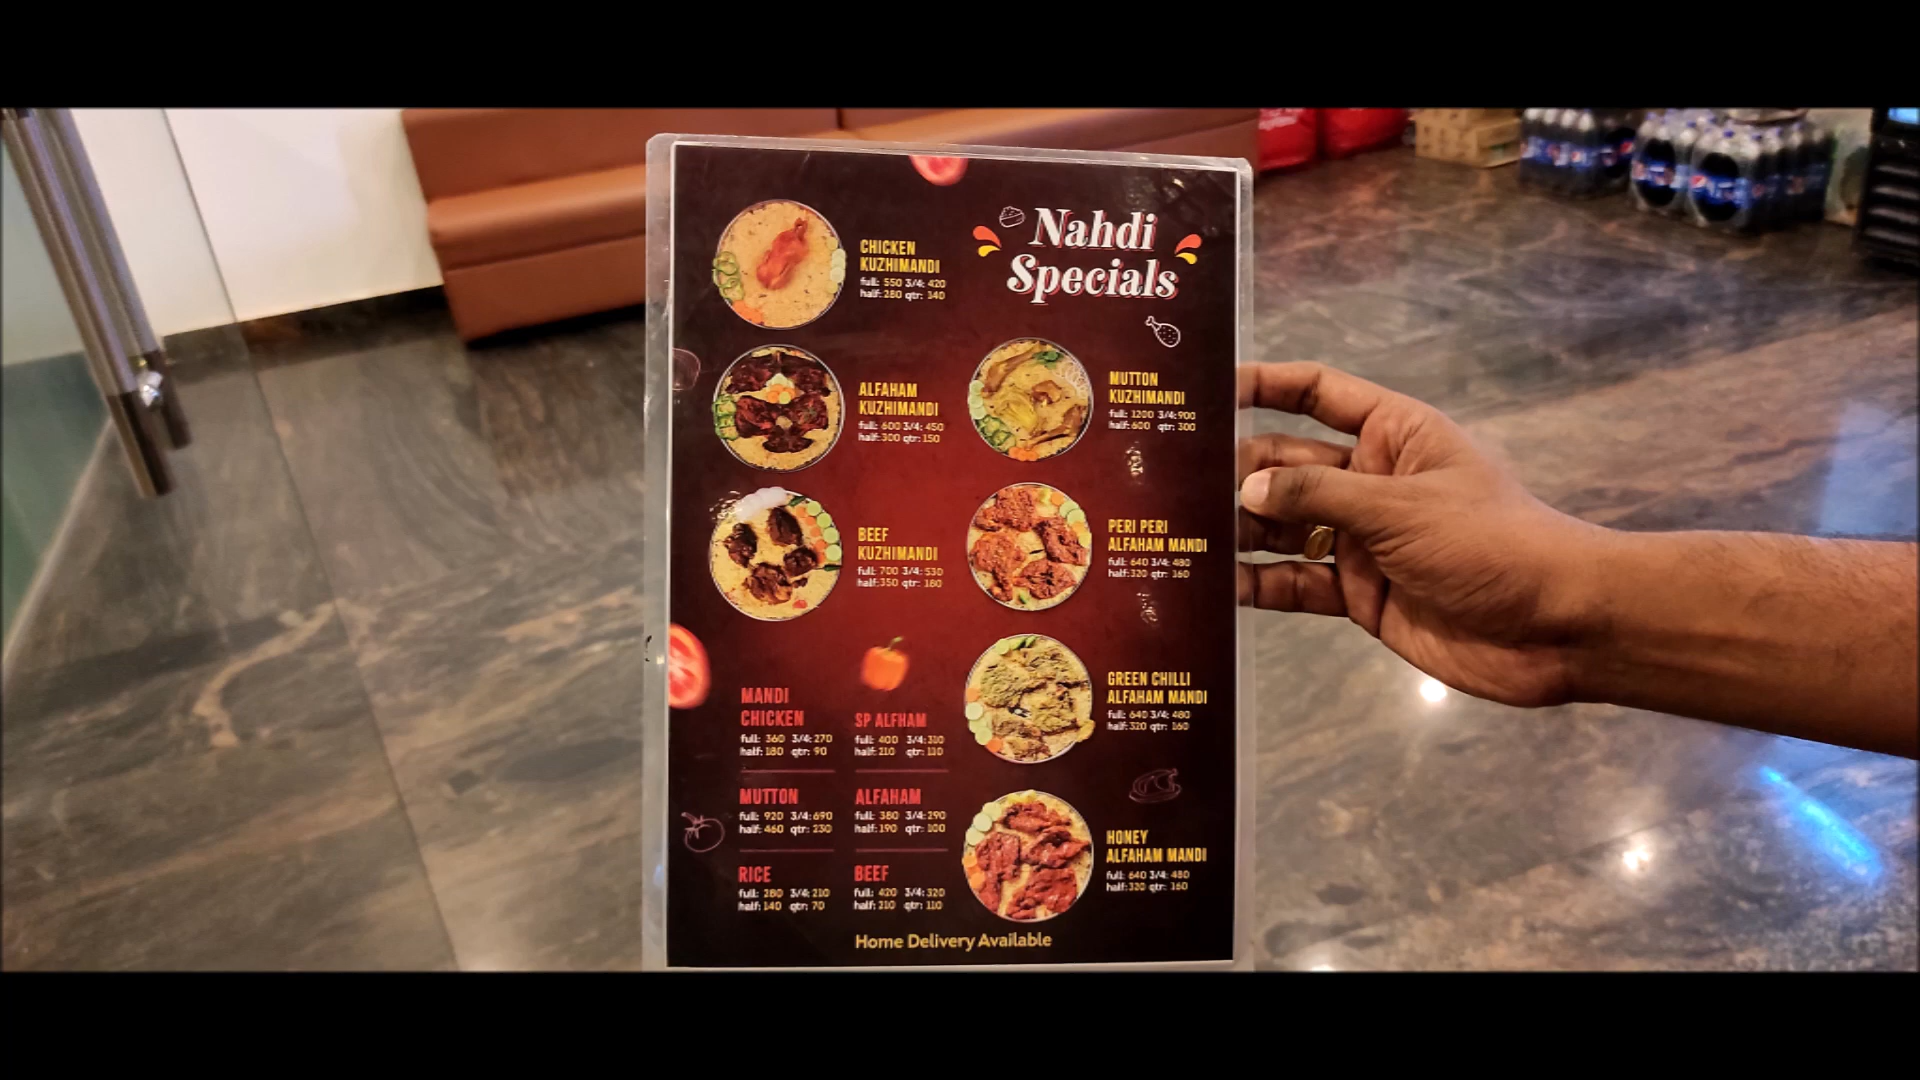 Nahdi
Specials
CHICKEN
KUZHIMANDI
full: 550 3/4: 420
half: 280 qtr: 140
ALFAHAM
KUZHIMANDI
full: 600 3/4: 450
half: 300 qtr: 150
BEEF
KUZHIMANDI
full: 700 3/4: 530
half: 350 qtr: 180
MUTTON
KUZHIMANDI
full: 1200 3/4: 900
half: 600 qtr: 300
PERI PERI
ALFAHAM MANDI
full: 640 3/4: 480
half: 320 qtr: 160
GREEN CHILLI
ALFAHAM MANDI
full: 640 3/4: 480
half: 320 qtr: 160
HONEY
ALFAHAM MANDI
full: 640 3/4: 480
half: 320 qtr: 160
MANDI
CHICKEN
full: 360 3/4: 270
half: 180 qtr: 90
SP ALFHAM
full: 400 3/4: 310
half: 210 qtr: 110
MUTTON
full: 920 3/4: 690
half: 460 qtr: 230
ALFAHAM
full: 380 3/4: 290
half: 190 qtr: 100
RICE
full: 280 3/4: 210
half: 140 qtr: 70
BEEF
full: 420 3/4: 320
half: 210 qtr: 110
Home Delivery Available